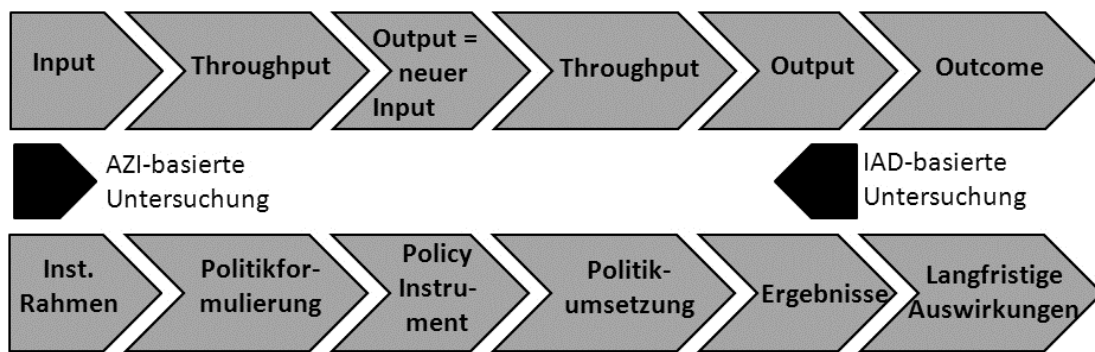 Input
Throughput
Output =
neuer
Input
Throughput
Output
Outcome
AZI-basierte
Untersuchung
IAD-basierte
Untersuchung
Inst.
Rahmen
Politikfor-
mulierung
Policy
Instru-
ment
Politik-
umsetzung
Ergebnisse
Langfristige
Auswirkungen